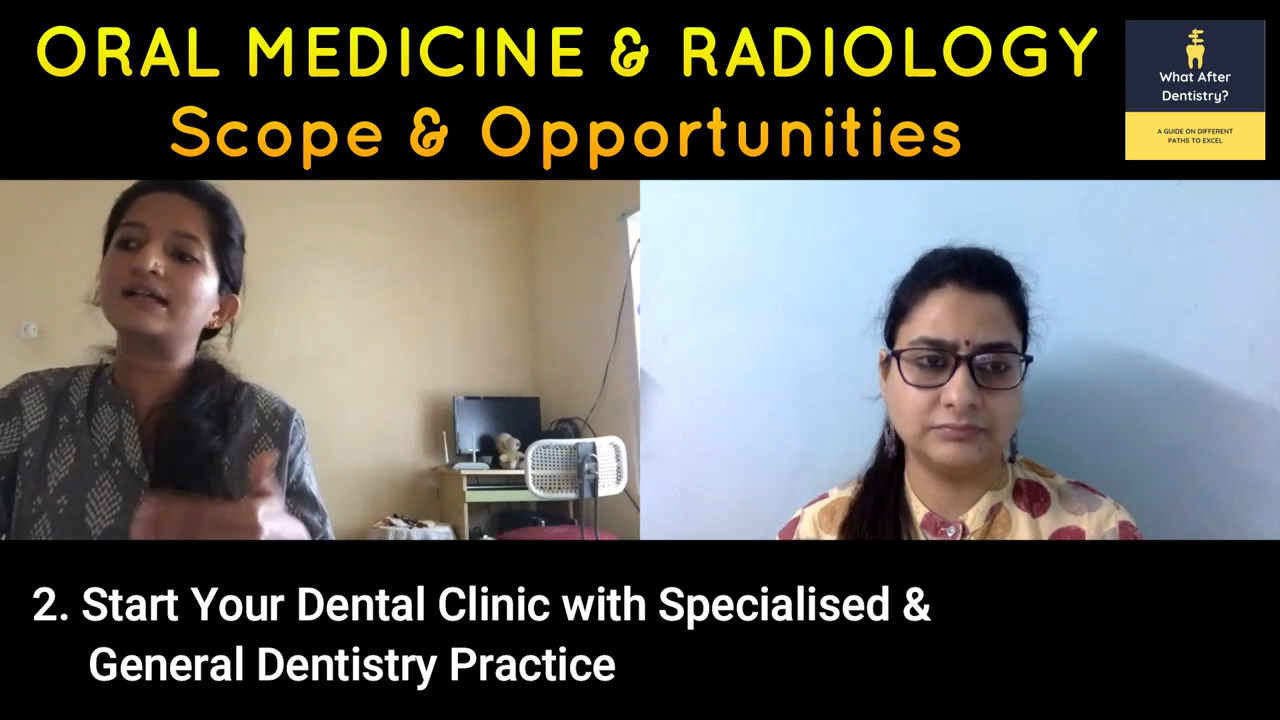 ORAL MEDICINE & RADIOLOGY
Scope & Opportunities
What After
Dentistry?
A GUIDE ON DIFFERENT
PATHS TO EXCEL
2. Start Your Dental Clinic with Specialised &
General Dentistry Practice